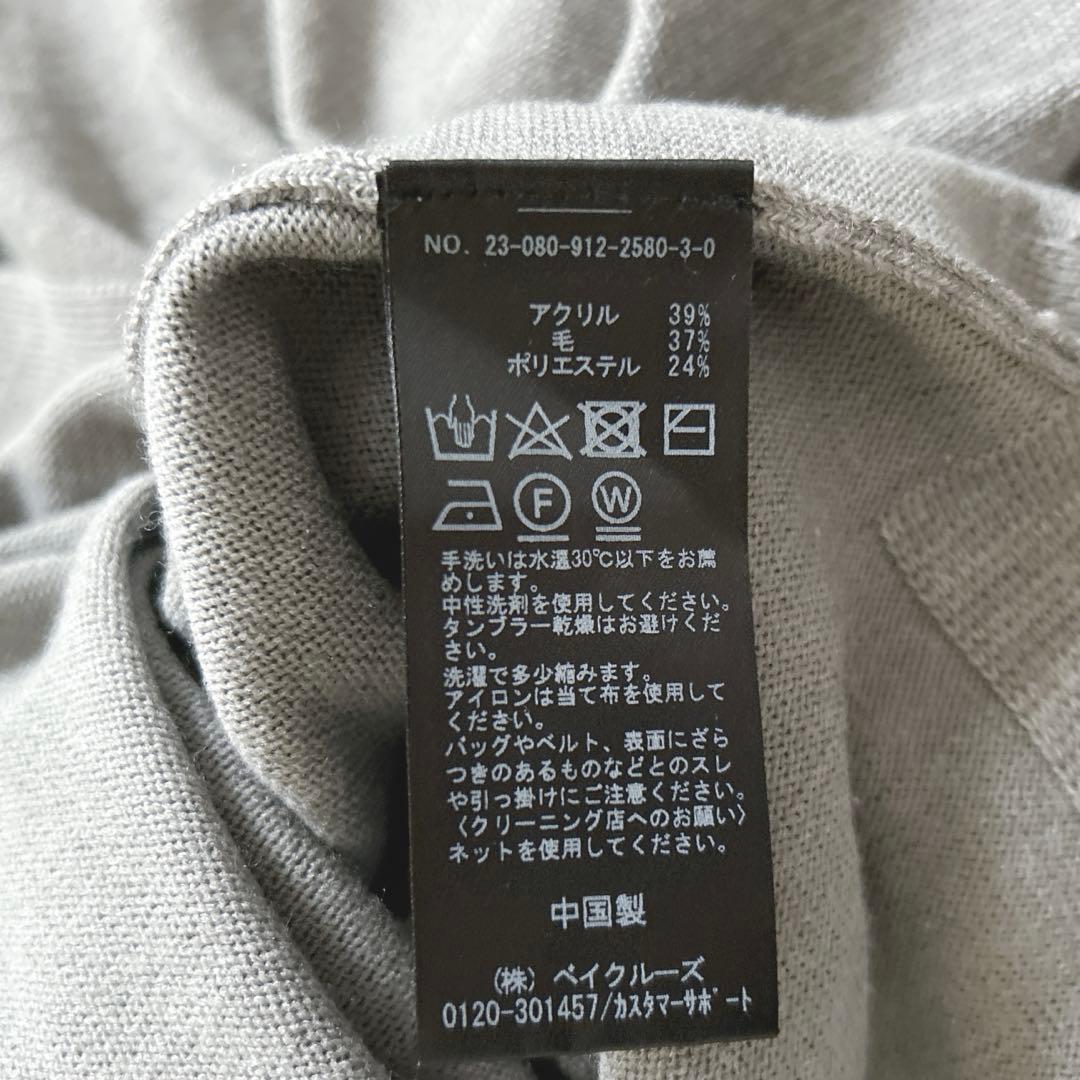 NO. 23-080-912-2580-3-0
アクリル 39%
毛 37%
ポリエステル 24%
F W
手洗いは水温30℃以下をお薦
めします。
中性洗剤を使用してください。
タンブラー乾燥はお避けくだ
さい。
洗濯で多少縮みます。
アイロンは当て布を使用して
ください。
バッグやベルト、表面にざら
つきのあるものなどとのスレ
や引っ掛けにご注意ください。
〈クリーニング店へのお願い〉
ネットを使用してください。
中国製
(株) ベイクルーズ
0120-301457/ｶｽﾀﾏｰｻﾎﾟｰﾄ